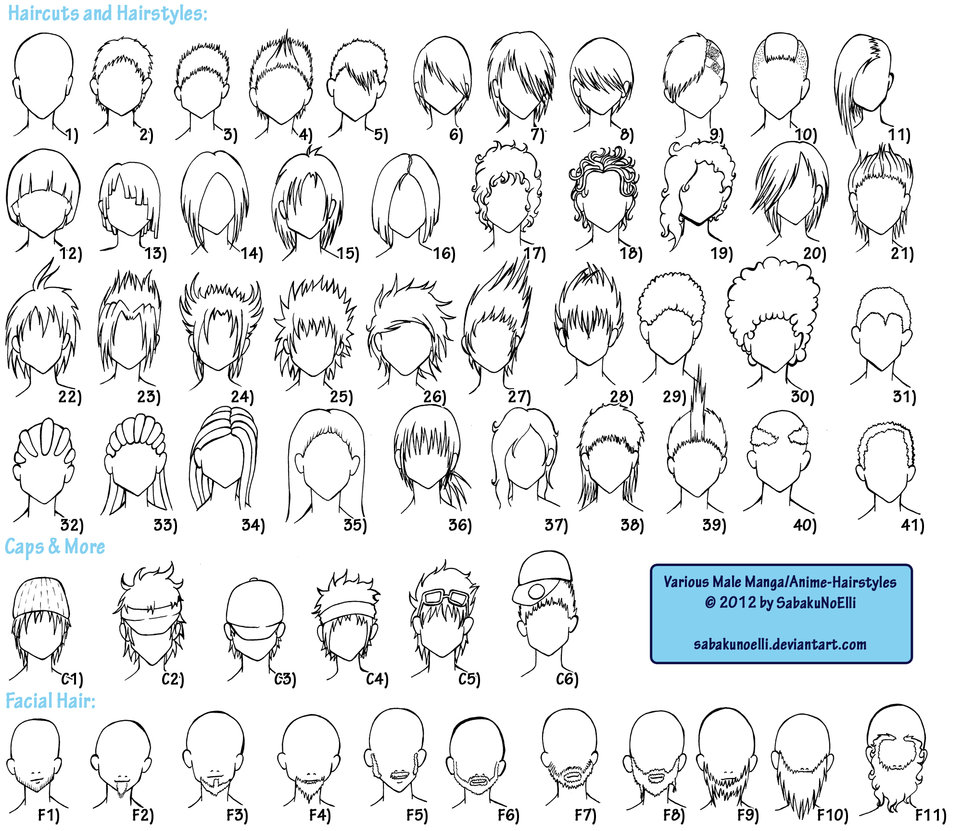 Haircuts and Hairstyles:
1) 2) 3) 4) 5) 6) 7) 8) 9) 10) 11)
12) 13) 14) 15) 16) 17) 18) 19) 20) 21)
22) 23) 24) 25) 26) 27) 28) 29) 30) 31)
32) 33) 34) 35) 36) 37) 38) 39) 40) 41)
Caps & More
C1) C2) C3) C4) C5) C6)
Various Male Manga/Anime-Hairstyles
© 2012 by SabakuNoElli
sabakunoelli.deviantart.com
Facial Hair:
F1) F2) F3) F4) F5) F6) F7) F8) F9) F10) F11)